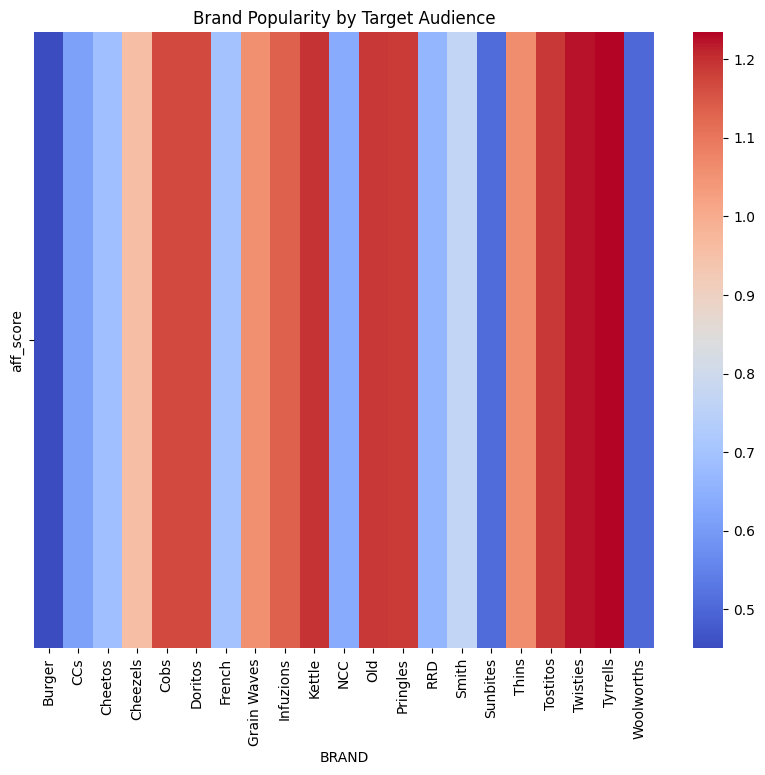 Brand Popularity by Target Audience
aff_score
Burger
CCs
Cheetos
Cheezels
Cobs
Doritos
French
Grain Waves
Infuzions
Kettle
NCC
Old
Pringles
RRD
Smith
Sunbites
Thins
Tostitos
Twisties
Tyrrells
Woolworths
BRAND
1.2
1.1
1.0
0.9
0.8
0.7
0.6
0.5